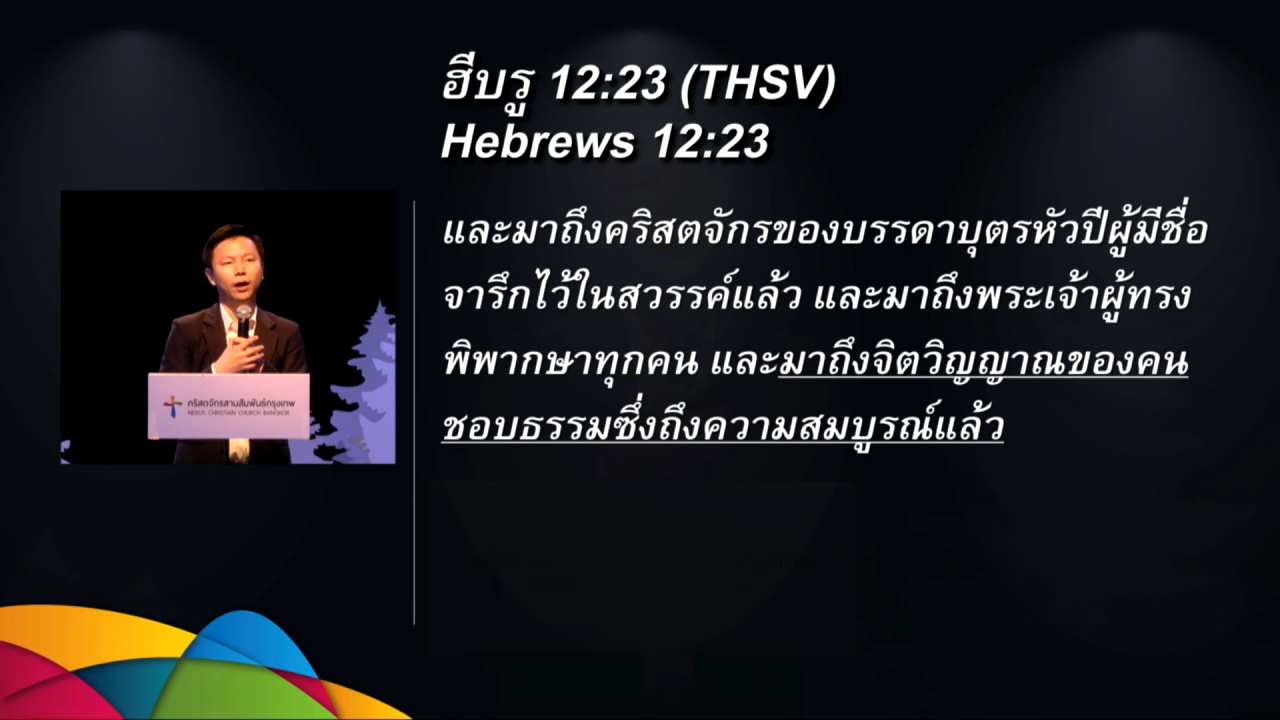 ฮีบรู 12:23 (THSV)
Hebrews 12:23
และมาถึงคริสตจักรของบรรดาบุตรหัวปีผู้มีชื่อ
จารึกไว้ในสวรรค์แล้ว และมาถึงพระเจ้าผู้ทรง
พิพากษาทุกคน และมาถึงจิตวิญญาณของคน
ชอบธรรมซึ่งถึงความสมบูรณ์แล้ว
คริสตจักรสานสัมพันธ์กรุงเทพ
NEXUS CHRISTIAN CHURCH BANGKOK